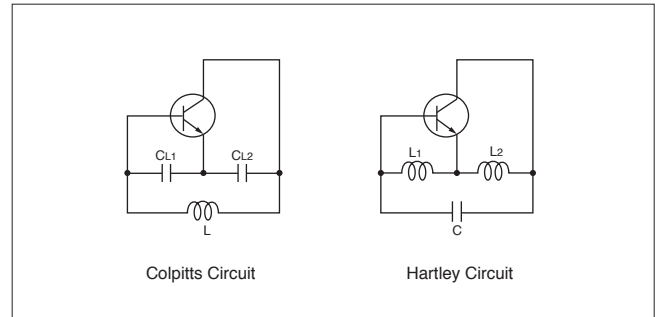 CL1 CL2
L
Colpitts Circuit
L1 L2
C
Hartley Circuit